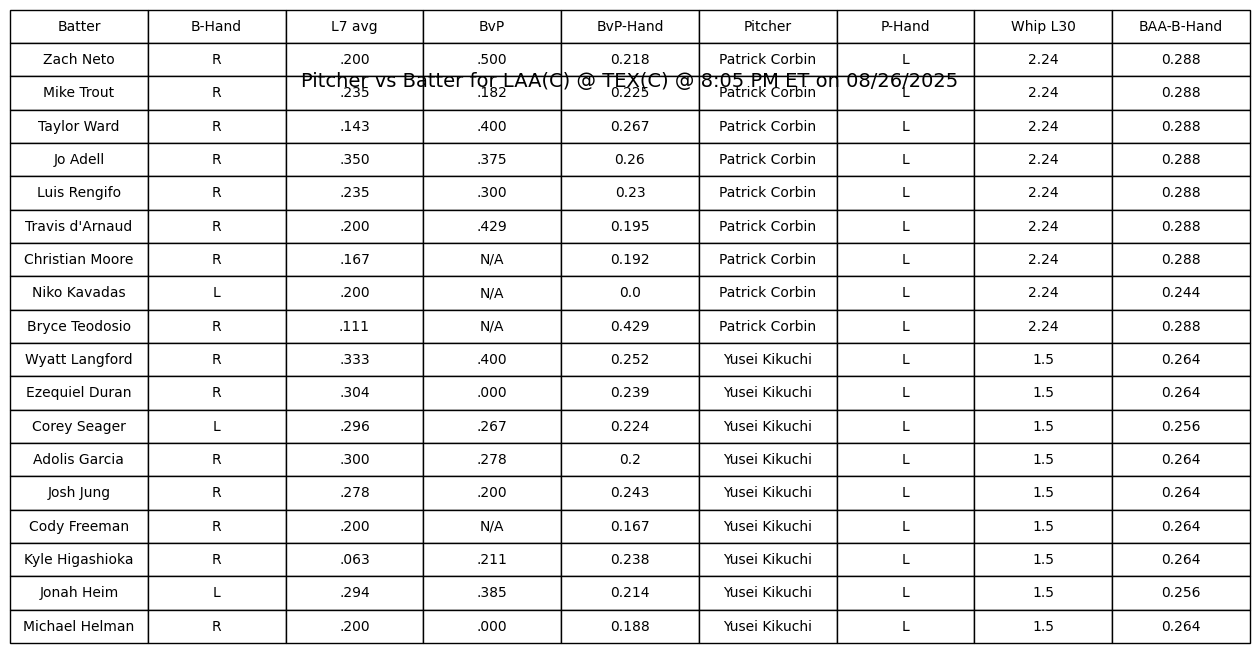 Batter B-Hand L7 avg BvP BvP-Hand Pitcher P-Hand Whip L30 BAA-B-Hand
Zach Neto R .200 .500 0.218 Patrick Corbin L 2.24 0.288
Pitcher vs Batter for LAA(C) @ TEX(C) @ 8:05 PM ET on 08/26/2025
Mike Trout R .235 .182 0.225 Patrick Corbin L 2.24 0.288
Taylor Ward R .143 .400 0.267 Patrick Corbin L 2.24 0.288
Jo Adell R .350 .375 0.26 Patrick Corbin L 2.24 0.288
Luis Rengifo R .235 .300 0.23 Patrick Corbin L 2.24 0.288
Travis d'Arnaud R .200 .429 0.195 Patrick Corbin L 2.24 0.288
Christian Moore R .167 N/A 0.192 Patrick Corbin L 2.24 0.288
Niko Kavadas L .200 N/A 0.0 Patrick Corbin L 2.24 0.244
Bryce Teodosio R .111 N/A 0.429 Patrick Corbin L 2.24 0.288
Wyatt Langford R .333 .400 0.252 Yusei Kikuchi L 1.5 0.264
Ezequiel Duran R .304 .000 0.239 Yusei Kikuchi L 1.5 0.264
Corey Seager L .296 .267 0.224 Yusei Kikuchi L 1.5 0.256
Adolis Garcia R .300 .278 0.2 Yusei Kikuchi L 1.5 0.264
Josh Jung R .278 .200 0.243 Yusei Kikuchi L 1.5 0.264
Cody Freeman R .200 N/A 0.167 Yusei Kikuchi L 1.5 0.264
Kyle Higashioka R .063 .211 0.238 Yusei Kikuchi L 1.5 0.264
Jonah Heim L .294 .385 0.214 Yusei Kikuchi L 1.5 0.256
Michael Helman R .200 .000 0.188 Yusei Kikuchi L 1.5 0.264